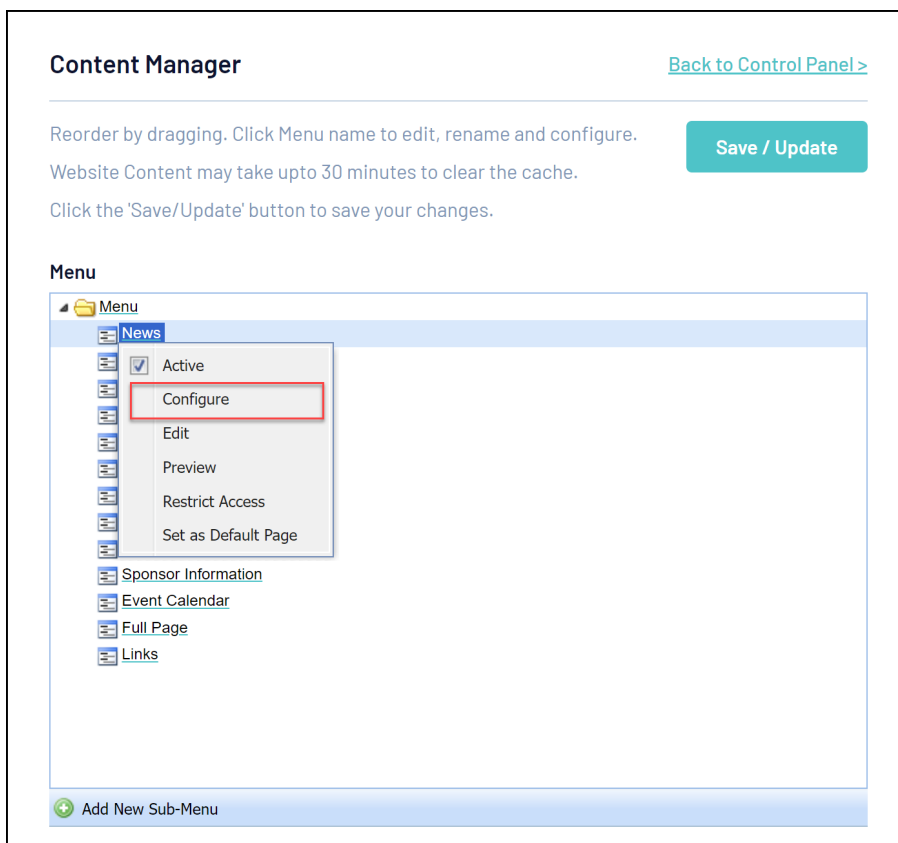 Content Manager
Back to Control Panel >
Reorder by dragging. Click Menu name to edit, rename and configure.
Save / Update
Website Content may take upto 30 minutes to clear the cache.
Click the 'Save/Update' button to save your changes.
Menu
Menu
News
Active
Configure
Edit
Preview
Restrict Access
Set as Default Page
Sponsor Information
Event Calendar
Full Page
Links
Add New Sub-Menu